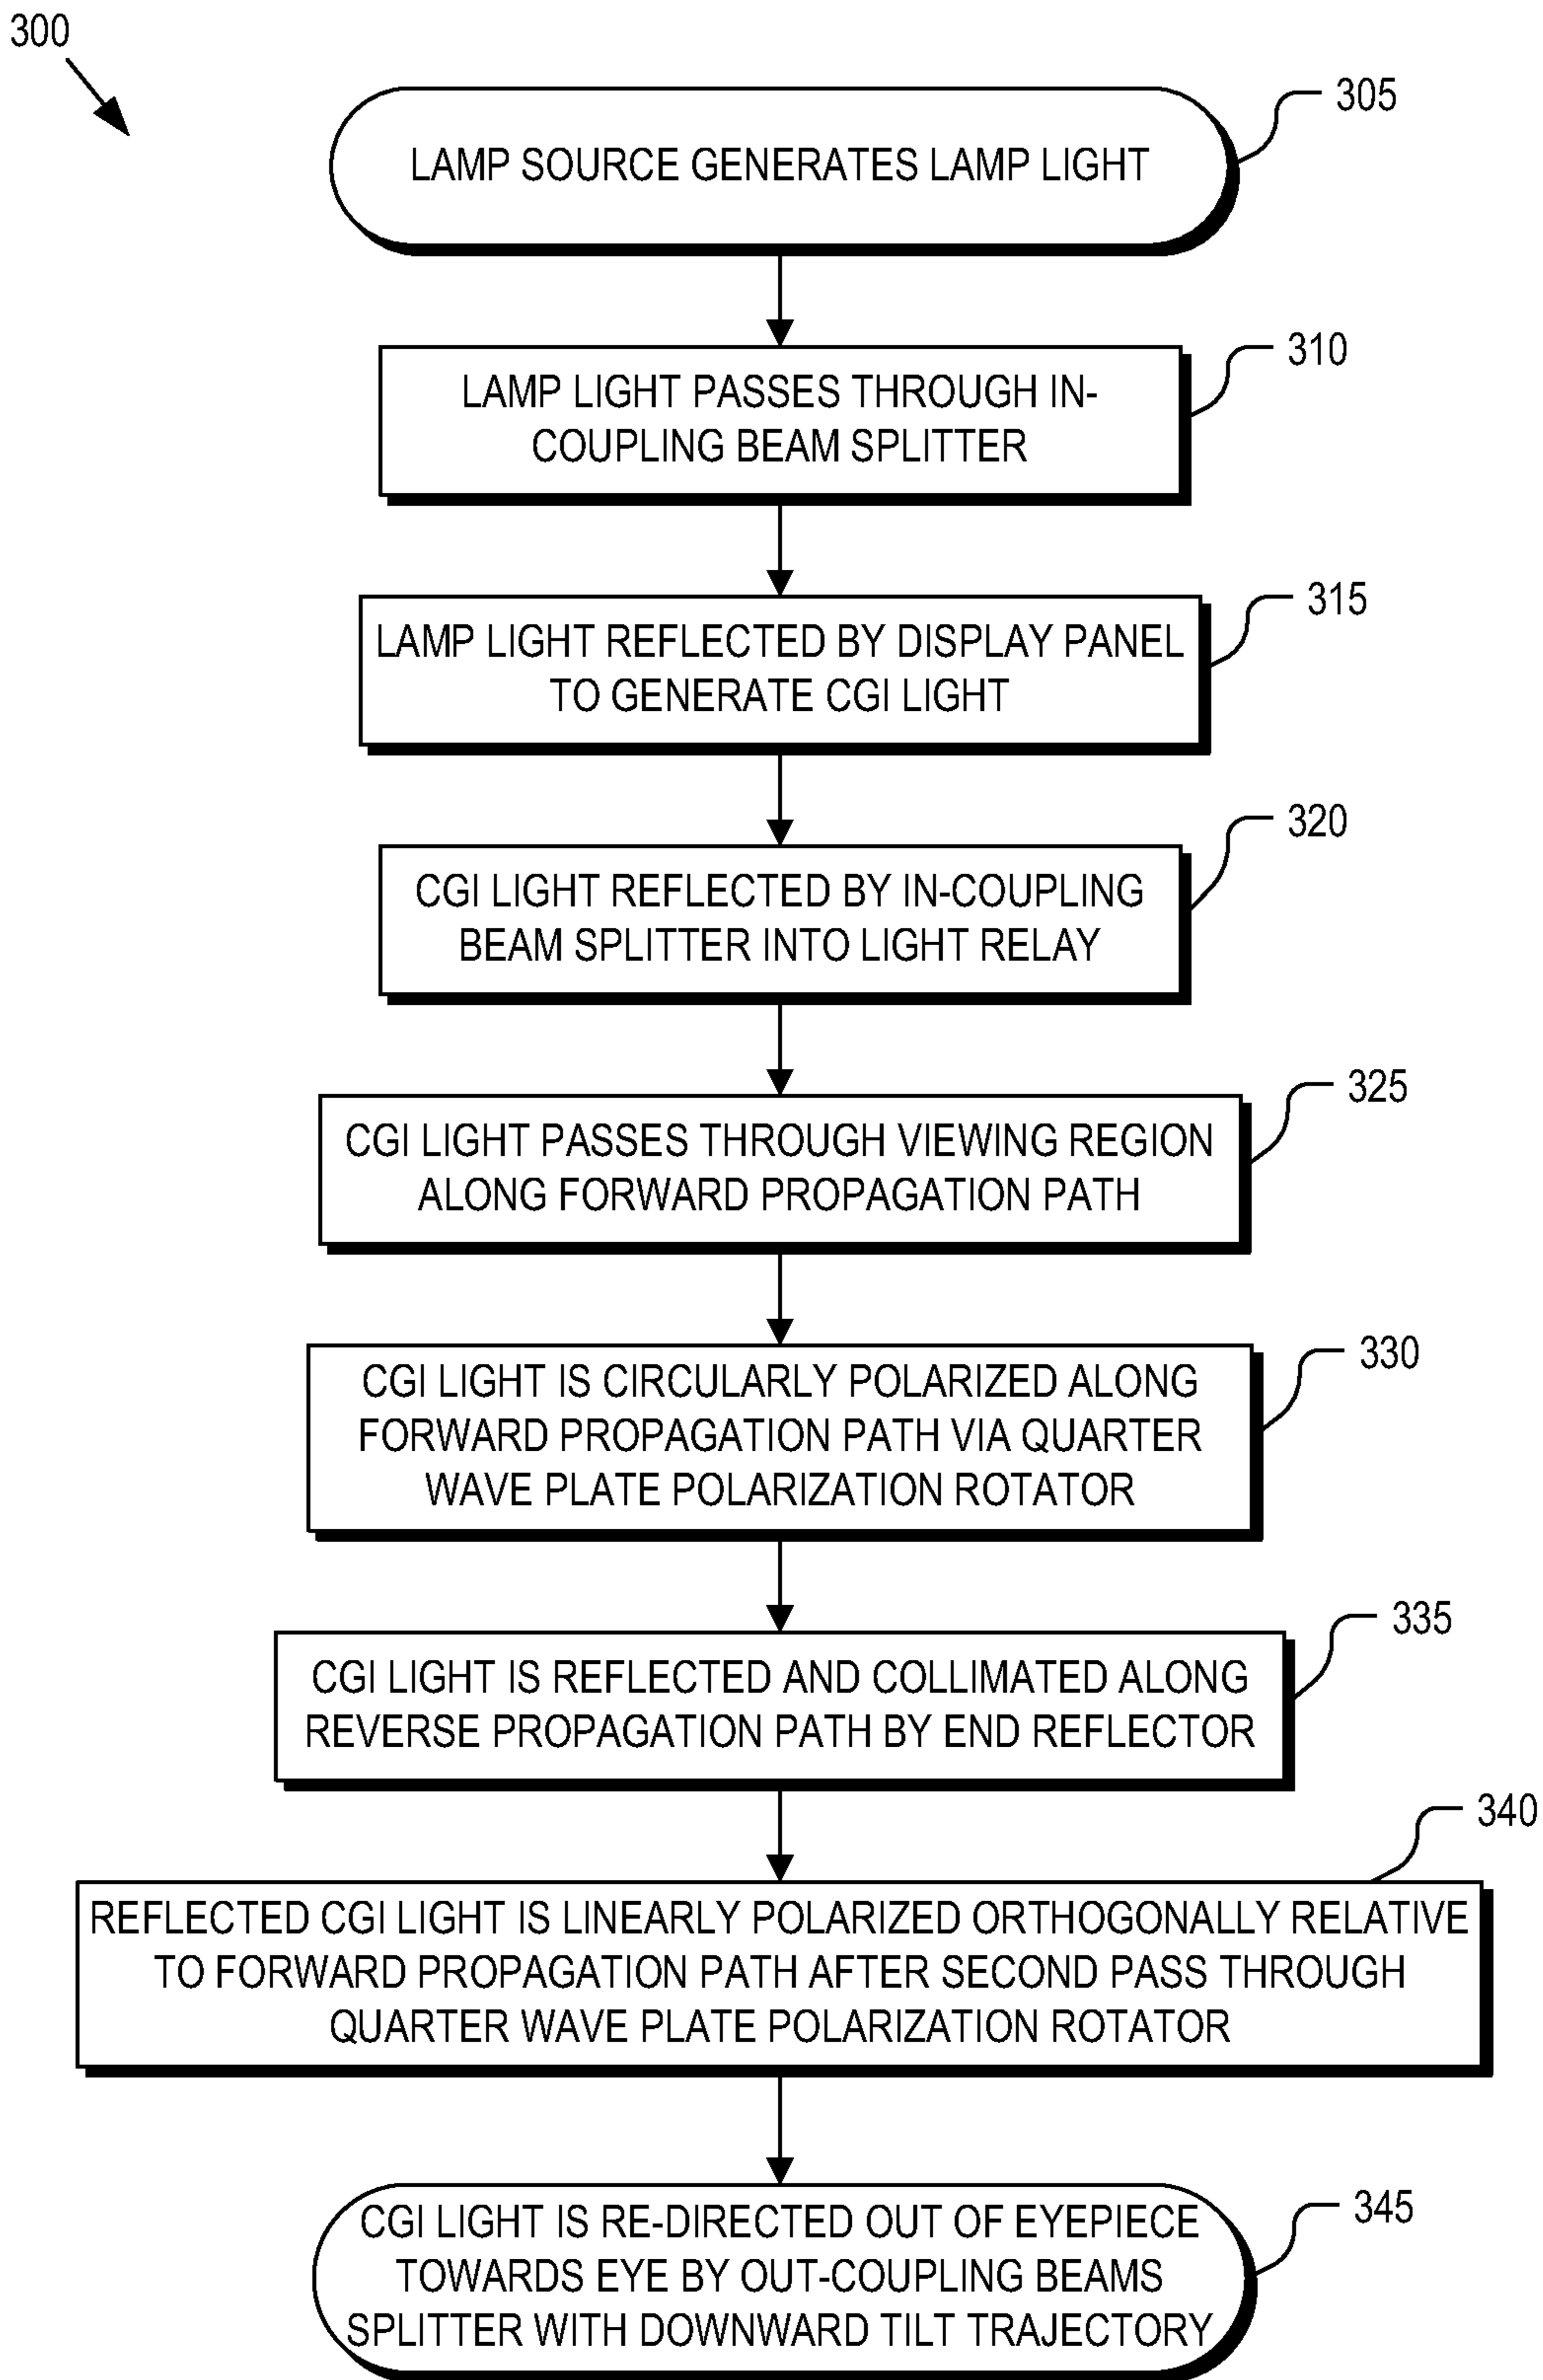 300
305
LAMP SOURCE GENERATES LAMP LIGHT
310
LAMP LIGHT PASSES THROUGH IN-
COUPLING BEAM SPLITTER
315
LAMP LIGHT REFLECTED BY DISPLAY PANEL
TO GENERATE CGI LIGHT
320
CGI LIGHT REFLECTED BY IN-COUPLING
BEAM SPLITTER INTO LIGHT RELAY
325
CGI LIGHT PASSES THROUGH VIEWING REGION
ALONG FORWARD PROPAGATION PATH
330
CGI LIGHT IS CIRCULARLY POLARIZED ALONG
FORWARD PROPAGATION PATH VIA QUARTER
WAVE PLATE POLARIZATION ROTATOR
335
CGI LIGHT IS REFLECTED AND COLLIMATED ALONG
REVERSE PROPAGATION PATH BY END REFLECTOR
340
REFLECTED CGI LIGHT IS LINEARLY POLARIZED ORTHOGONALLY RELATIVE
TO FORWARD PROPAGATION PATH AFTER SECOND PASS THROUGH
QUARTER WAVE PLATE POLARIZATION ROTATOR
345
CGI LIGHT IS RE-DIRECTED OUT OF EYEPIECE
TOWARDS EYE BY OUT-COUPLING BEAMS
SPLITTER WITH DOWNWARD TILT TRAJECTORY